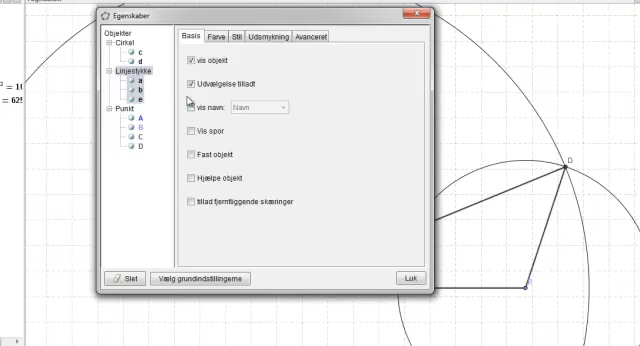 Egenskaber
Objekter
Cirkel
c
d
Linjestykke
a
b
e
Punkt
A
B
C
D
Basis Farve Stil Udsmykning Avanceret
vis objekt
Udvælgelse tilladt
vis navn: Navn
Vis spor
Fast objekt
Hjælpe objekt
tillad fjerntliggende skæringer
Slet Vælg grundindstillingerne Luk
= 625
D
B